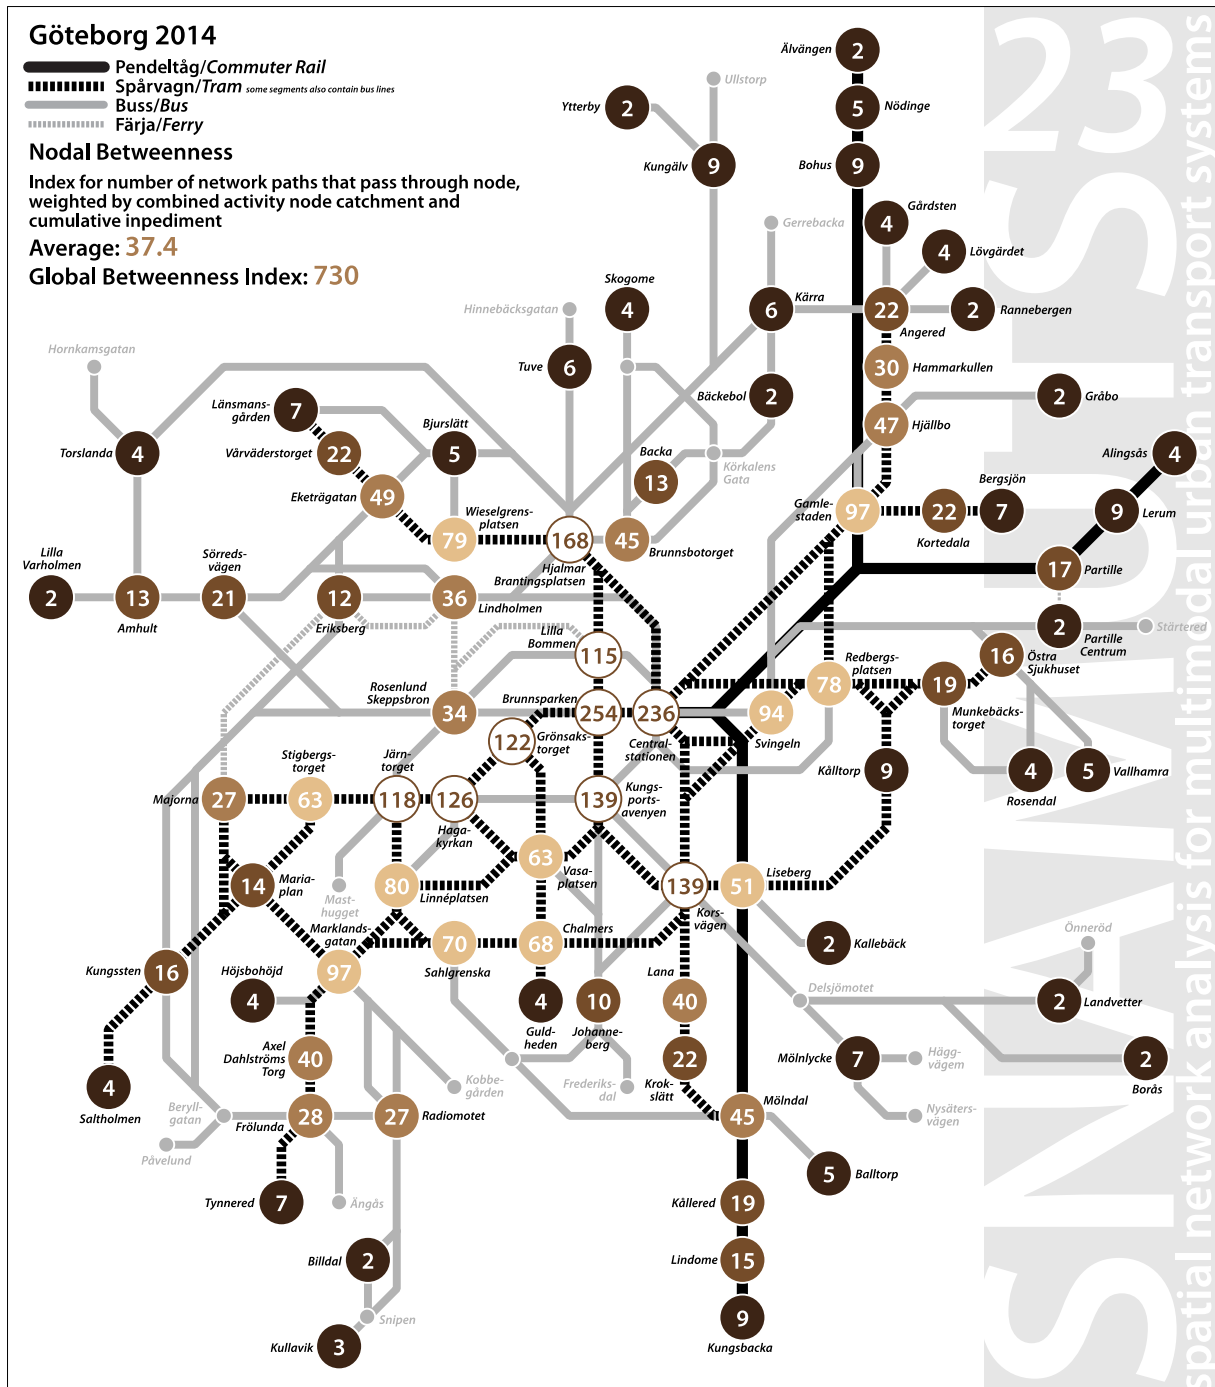 Göteborg 2014
Pendeltåg/Commuter Rail
Spårvagn/Tram some segments also contain bus lines
Buss/Bus
Färja/Ferry
Nodal Betweenness
Index for number of network paths that pass through node,
weighted by combined activity node catchment and
cumulative inpediment
Average: 37.4
Global Betweenness Index: 730
Älvängen
2
Ullstorp
Ytterby
2
Nödinge
5
Kungälv
9
Bohus
9
Gårdsten
4
Gerrebacka
Lövgärdet
4
Skogome
4
Kärra
6
22
Angered
2
Rannebergen
Hinnebäcksgatan
Hornkamsgatan
Tuve
6
30
Hammarkullen
Bäckebol
2
2
Gråbo
Länsmans-
gården
7
Bjurslätt
5
47
Hjällbo
Torslanda
4
22
Vårväderstorget
Backa
13
Körkalens
Gata
Alingsås
4
Eketrägatan
49
Wieselgrens-
platsen
79
168
Hjalmar
Brantingsplatsen
45
Brunnsbotorget
Gamle-
staden
97
22
Kortedala
Bergsjön
7
9
Lerum
Lilla
Varholmen
2
13
Amhult
Sörreds-
vägen
21
12
Eriksberg
36
Lindholmen
17
Partille
2
Partille
Centrum
Störtered
Lilla
Bommen
115
Redbergs-
platsen
78
16
Östra
Sjukhuset
Rosenlund
Skeppsbron
34
Brunnsparken
254
236
Central-
stationen
94
Svingeln
19
Munkebäcks-
torget
122
Grönsaks-
torget
Stigbergs-
torget
63
Järn-
torget
118
126
Haga-
kyrkan
139
Kungs-
ports-
avenyen
Kålltorp
9
4
Rosendal
5
Vallhamra
Majorna
27
14
Maria-
plan
Mast-
hugget
80
Linnéplatsen
63
Vasa-
platsen
139
Kors-
vägen
51
Liseberg
Marklands-
gatan
97
70
Sahlgrenska
68
Chalmers
2
Kallebäck
Önneröd
Kungssten
16
Höjsbohöjd
4
4
Guld-
heden
10
Johanne-
berg
Lana
40
Delsjömotet
2
Landvetter
Axel
Dahlströms
Torg
40
22
Krok-
slätt
Mölnlycke
7
Hägg-
vägem
2
Borås
4
Saltholmen
Beryll-
gatan
28
Frölunda
27
Radiomotet
Kobbe-
gården
Frederiks-
dal
Mölndal
45
Nysäters-
vägen
Påvelund
Tynnered
7
Ängås
5
Balltorp
Kållered
19
Billdal
2
Lindome
15
Snipen
Kullavik
3
9
Kungsbacka
SNAMUTS 23
spatial network analysis for multimodal urban transport systems